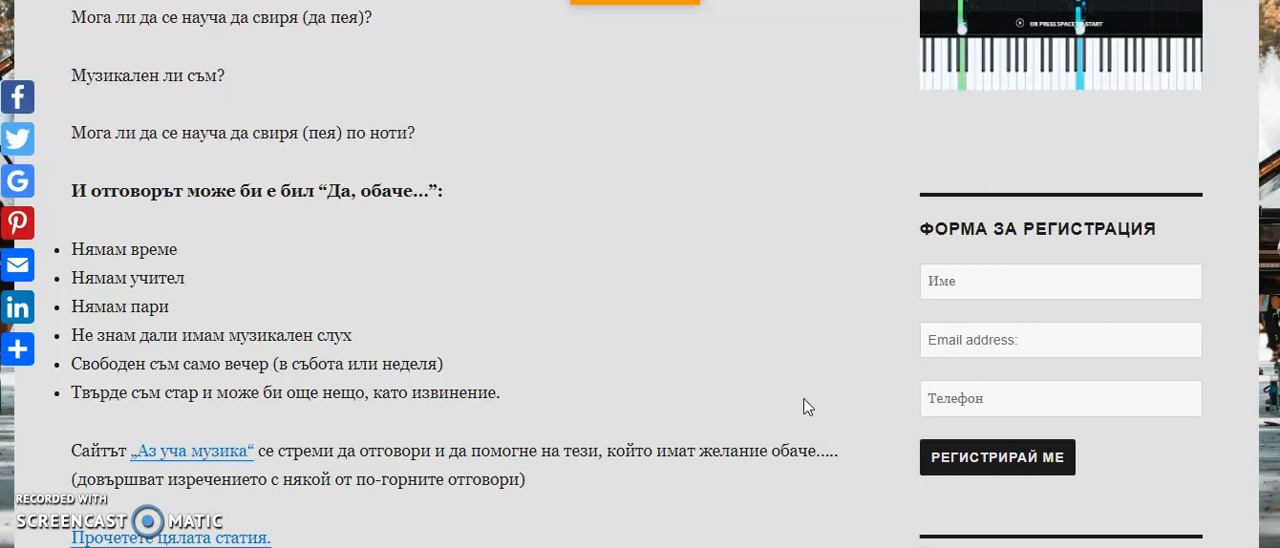 Мога ли да се науча да свиря (да пея)?
Музикален ли съм?
Мога ли да се науча да свиря (пея) по ноти?
И отговорът може би е бил “Да, обаче…”:
Нямам време
Нямам учител
Нямам пари
Не знам дали имам музикален слух
Свободен съм само вечер (в събота или неделя)
Твърде съм стар и може би още нещо, като извинение.
Сайтът „Аз уча музика“ се стреми да отговори и да помогне на тези, който имат желание обаче…..
(довършват изречението с някой от по-горните отговори)
Прочетете цялата статия.
OR PRESS SPACE TO START
ФОРМА ЗА РЕГИСТРАЦИЯ
Име
Email address:
Телефон
РЕГИСТРИРАЙ МЕ
RECORDED WITH
SCREENCAST MATIC